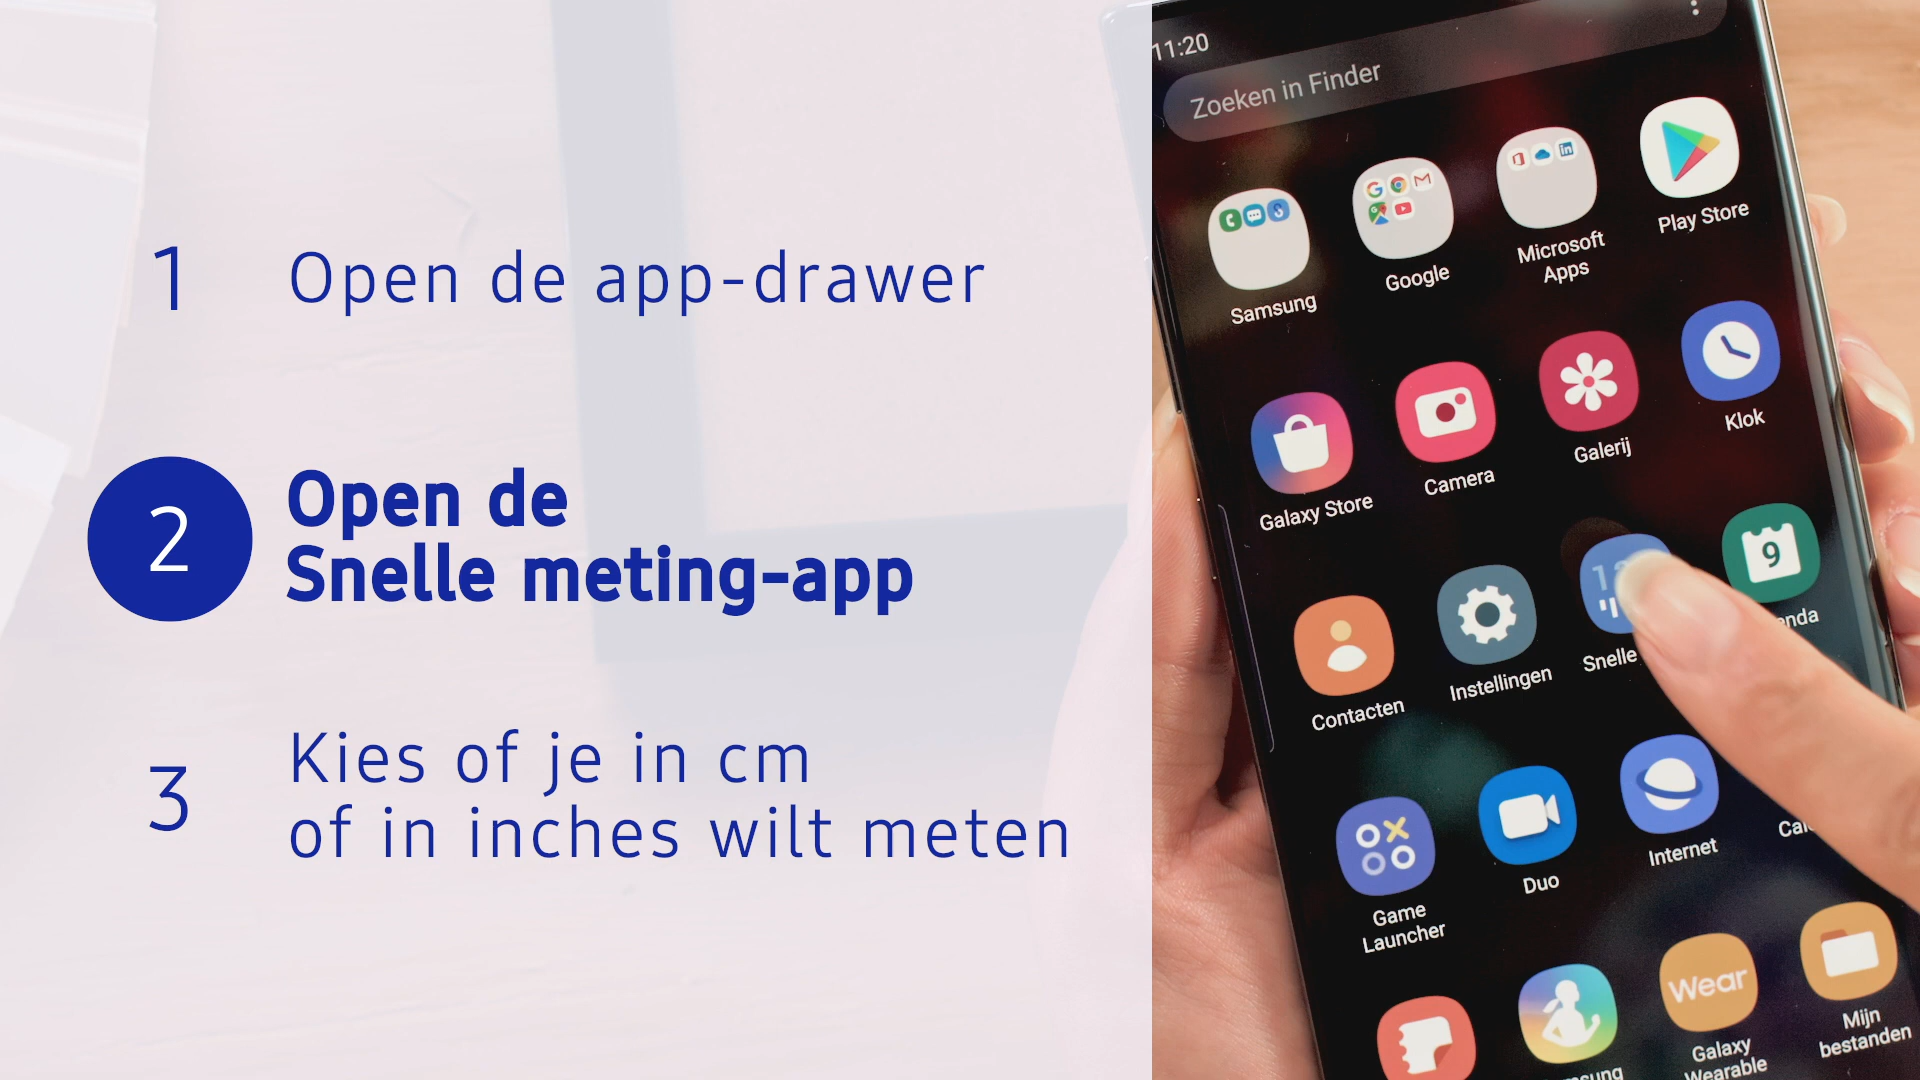 1 Open de app-drawer
2 Open de
Snelle meting-app
3 Kies of je in cm
of in inches wilt meten
11:20
Zoeken in Finder
Samsung
Google
Microsoft
Apps
Play Store
Galaxy Store
Camera
Galerij
Klok
Contacten
Instellingen
Snelle
9
Game
Launcher
Duo
Internet
Wear
Galaxy
Wearable
Mijn
bestanden